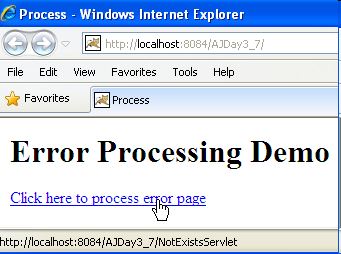 Process - Windows Internet Explorer
http://localhost:8084/AJDay3_7/
File Edit View Favorites Tools Help
Favorites Process
Error Processing Demo
Click here to process error page
http://localhost:8084/AJDay3_7/NotExistsServlet